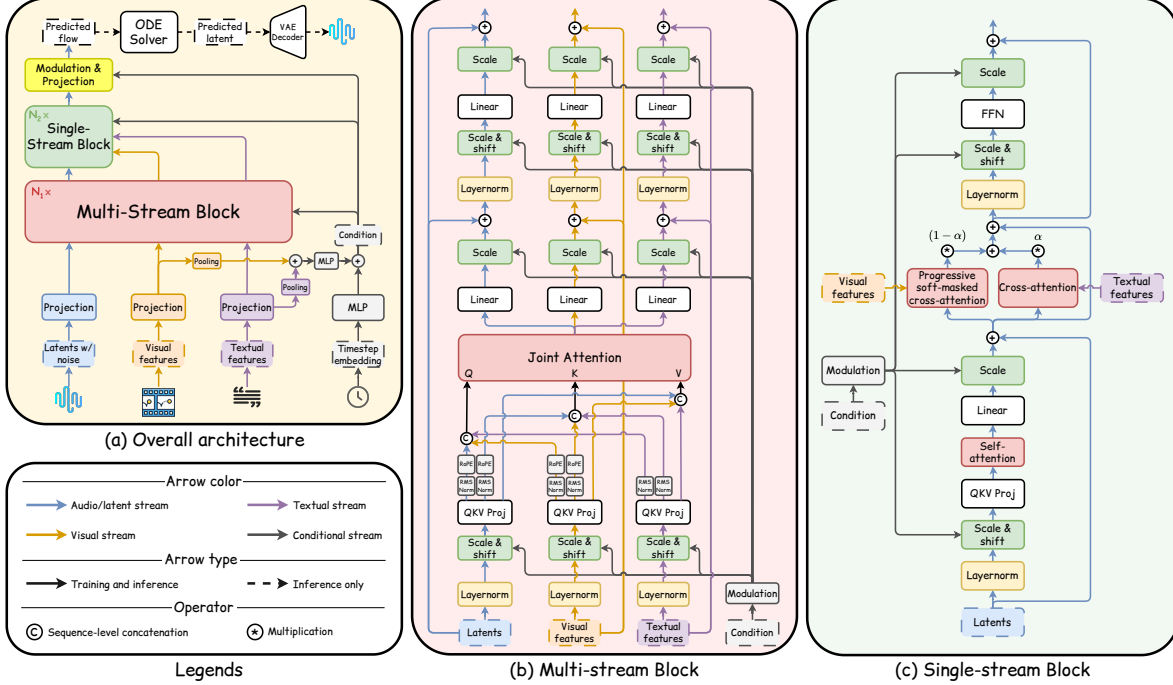 Predicted flow
ODE Solver
Predicted latent
VAE Decoder
Modulation & Projection
N₂ ×
Single-Stream Block
N₁ ×
Multi-Stream Block
Condition
Pooling
MLP
Pooling
Projection
Projection
Projection
MLP
Latents w/ noise
Visual features
Textual features
Timestep embedding
(a) Overall architecture
Arrow color
Audio/latent stream
Textual stream
Visual stream
Conditional stream
Arrow type
Training and inference
Inference only
Operator
C Sequence-level concatenation
* Multiplication
Legends
Scale
Scale
Scale
Linear
Linear
Linear
Scale & shift
Scale & shift
Scale & shift
Layernorm
Layernorm
Layernorm
Scale
Scale
Scale
Linear
Linear
Linear
Joint Attention
Q
K
V
C
C
C
RoPE
RoPE
RoPE
RoPE
RMS Norm
RMS Norm
RMS Norm
RMS Norm
RMS Norm
RMS Norm
QKV Proj
QKV Proj
QKV Proj
Scale & shift
Scale & shift
Scale & shift
Layernorm
Layernorm
Layernorm
Modulation
Latents
Visual features
Textual features
Condition
(b) Multi-stream Block
Scale
FFN
Scale & shift
Layernorm
(1 − α)
α
Visual features
Progressive soft-masked cross-attention
Cross-attention
Textual features
Modulation
Condition
Scale
Linear
Self-attention
QKV Proj
Scale & shift
Layernorm
Latents
(c) Single-stream Block